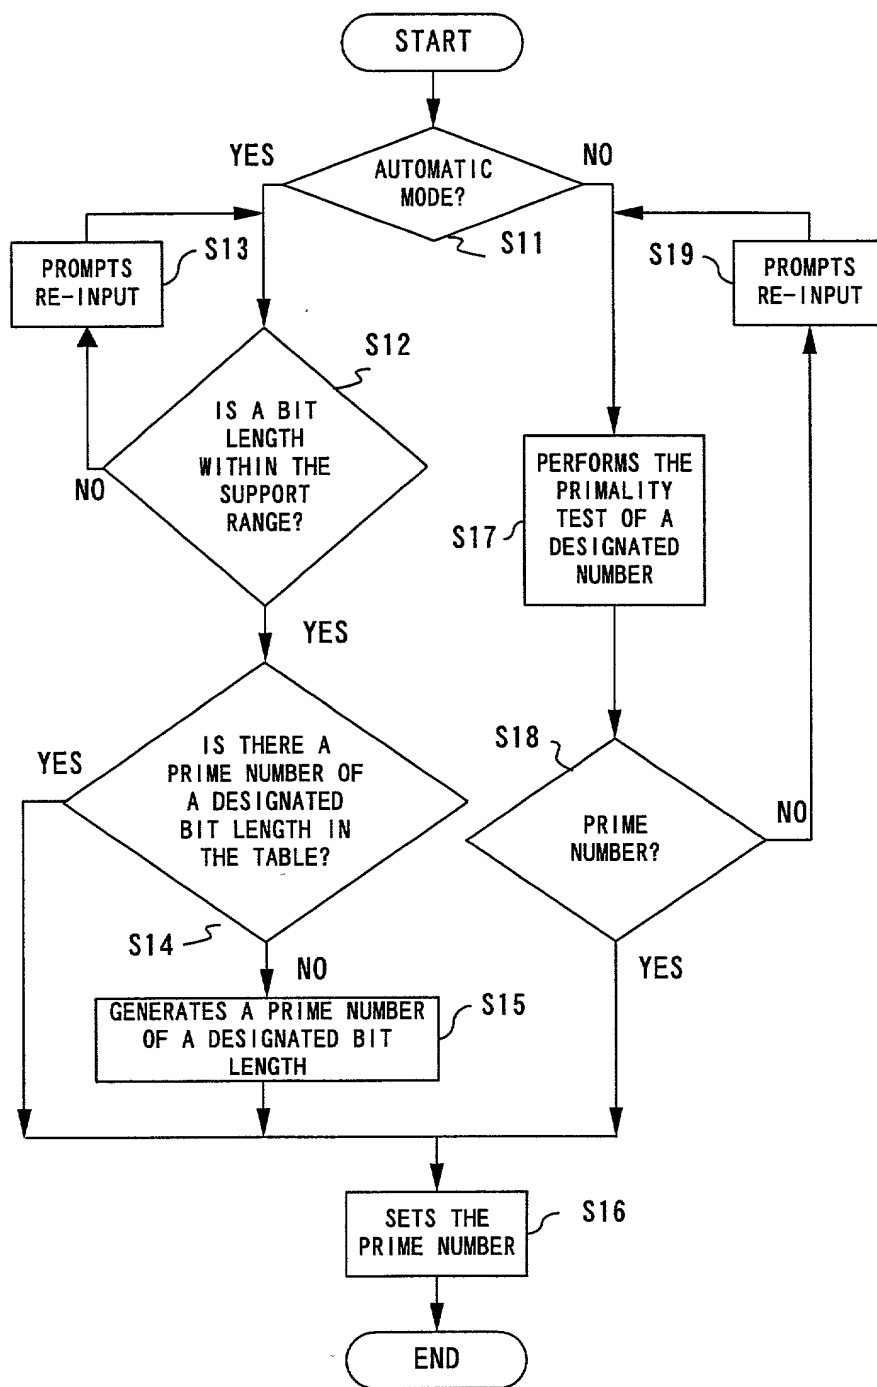 START
YES
AUTOMATIC
MODE?
NO
S11
PROMPTS
RE-INPUT
S13
S19
PROMPTS
RE-INPUT
S12
IS A BIT
LENGTH
WITHIN THE
SUPPORT
RANGE?
NO
PERFORMS THE
PRIMALITY
TEST OF A
DESIGNATED
NUMBER
S17
YES
YES
IS THERE A
PRIME NUMBER OF
A DESIGNATED
BIT LENGTH IN
THE TABLE?
S18
PRIME
NUMBER?
NO
S14
NO
YES
GENERATES A PRIME NUMBER
OF A DESIGNATED BIT
LENGTH
S15
SETS THE
PRIME NUMBER
S16
END